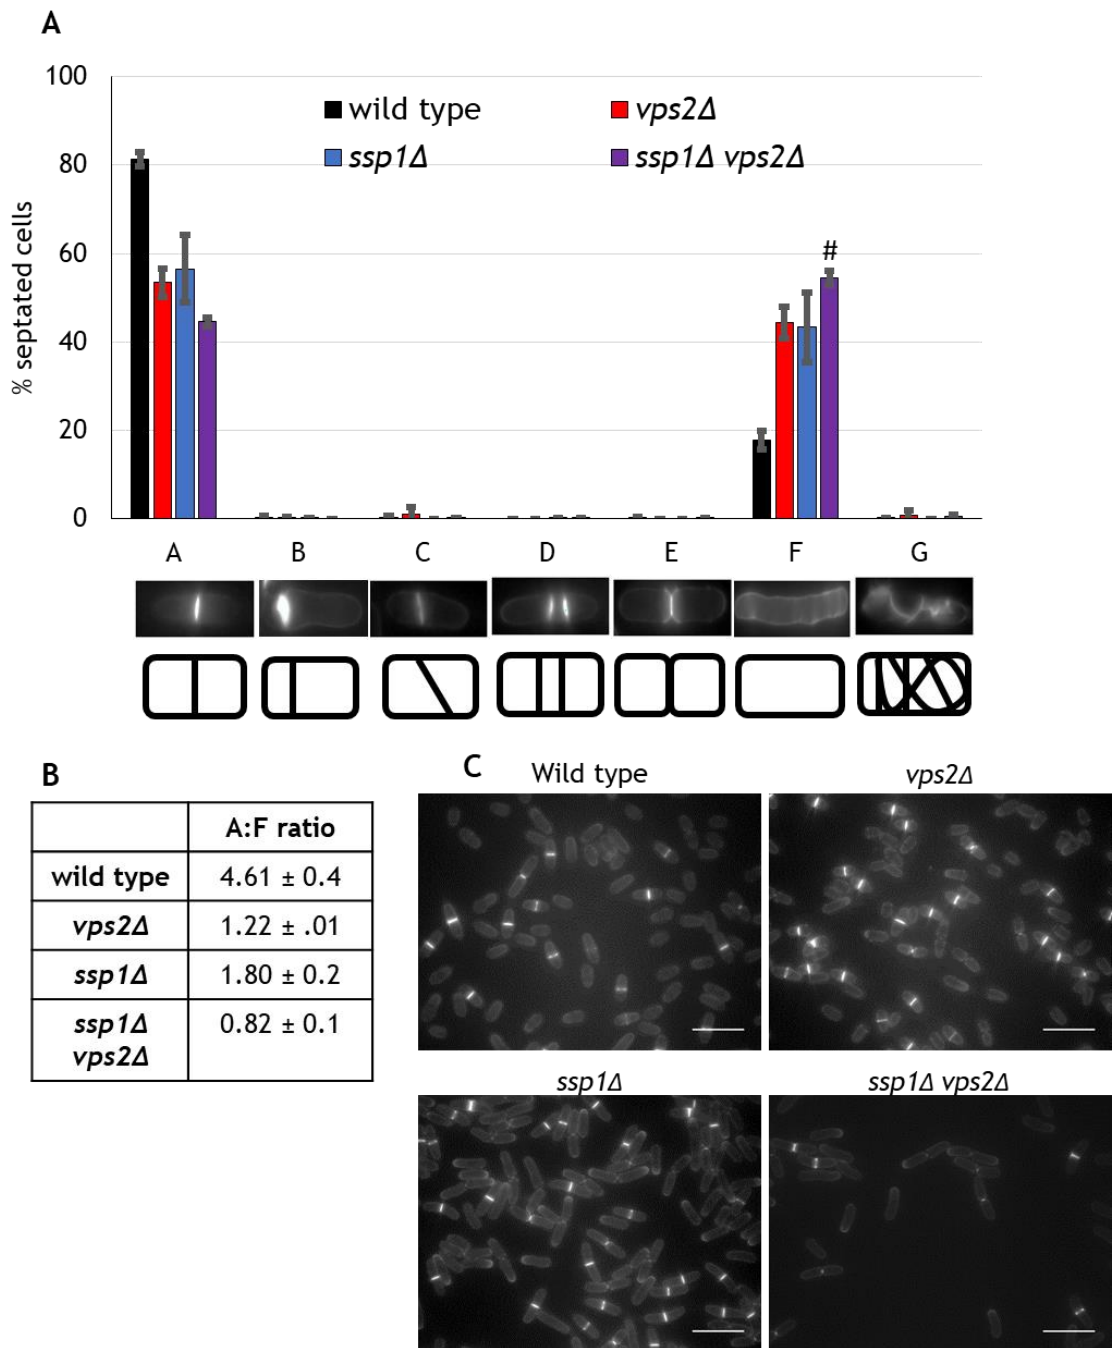 A
100
80
60
40
20
0
% septated cells
wild type
vps2Δ
ssp1Δ
ssp1Δ vps2Δ
#
A B C D E F G
B
A:F ratio
wild type 4.61 ± 0.4
vps2Δ 1.22 ± .01
ssp1Δ 1.80 ± 0.2
ssp1Δ 0.82 ± 0.1
vps2Δ
C
Wild type
vps2Δ
ssp1Δ
ssp1Δ vps2Δ